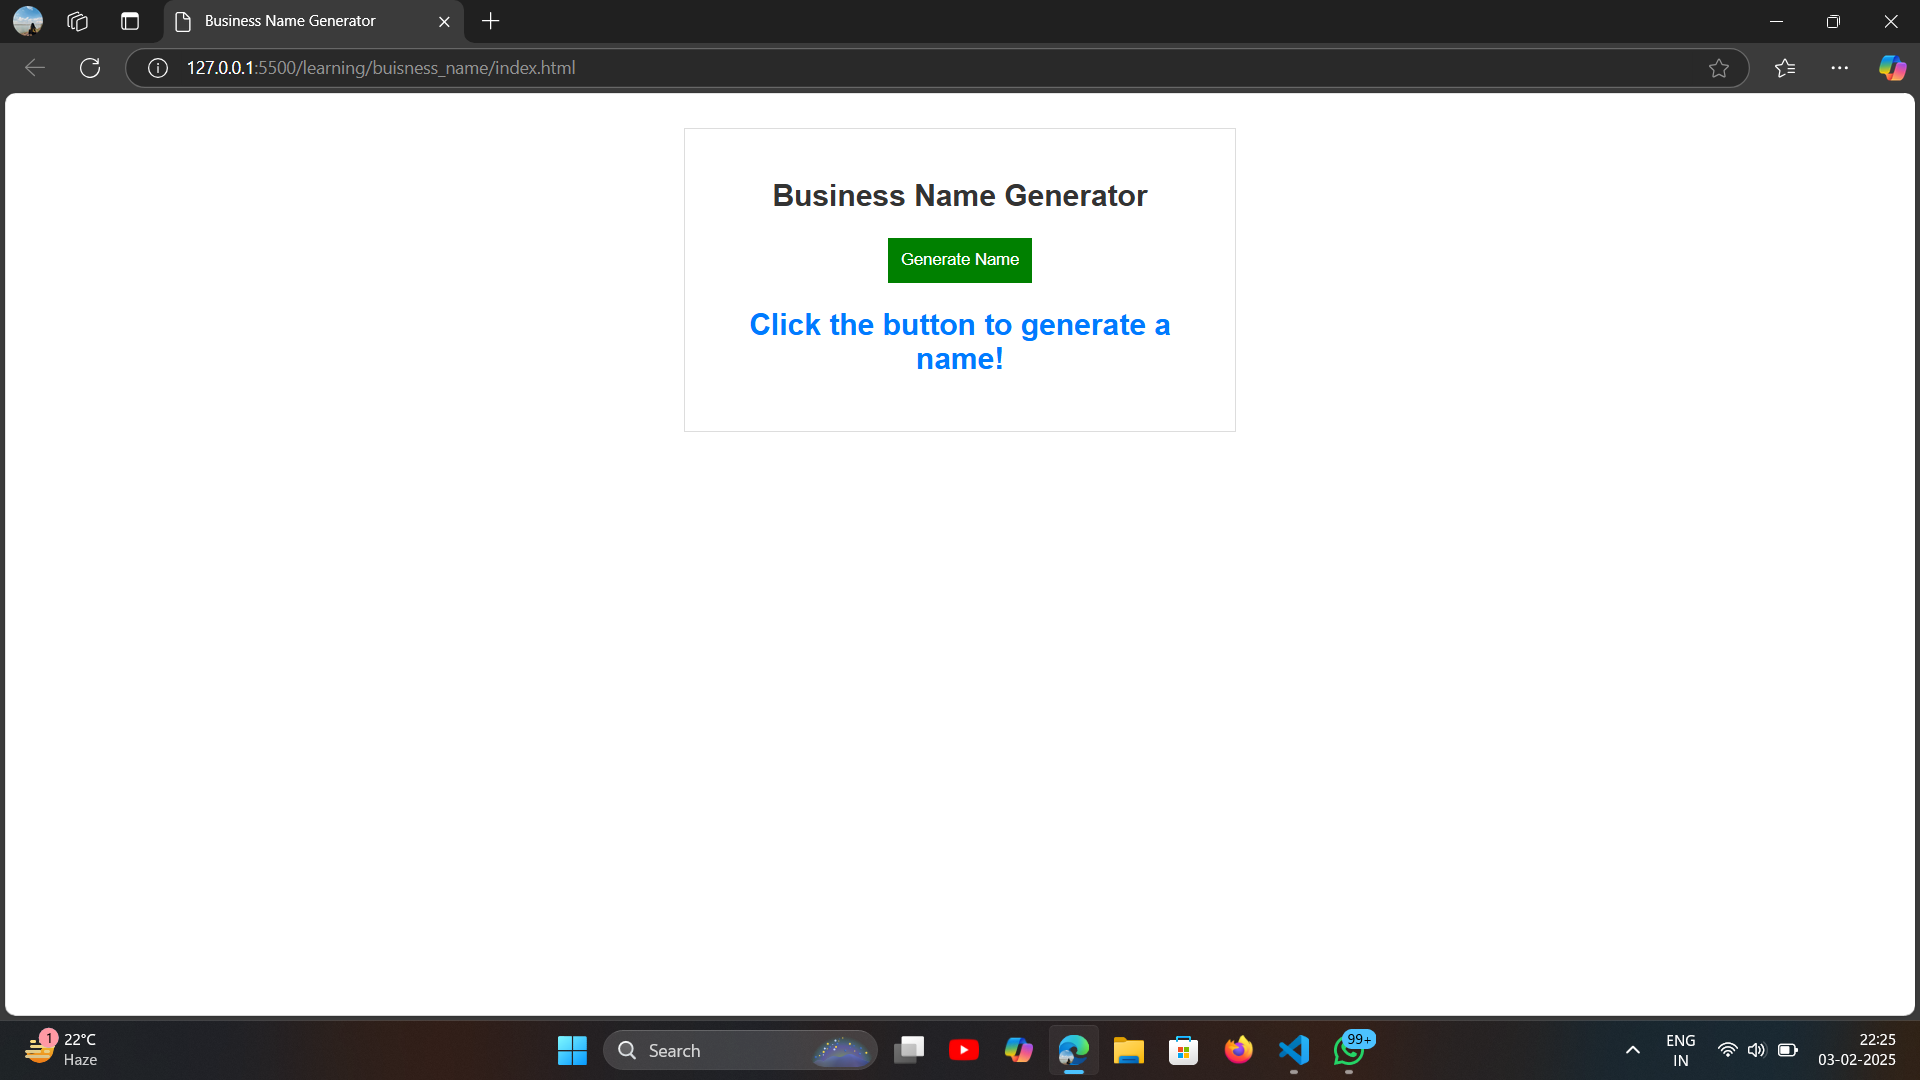 Business Name Generator
127.0.0.1:5500/learning/buisness_name/index.html
Business Name Generator
Generate Name
Click the button to generate a
name!
1
22°C
Haze
Search
99+
ENG
IN
22:25
03-02-2025